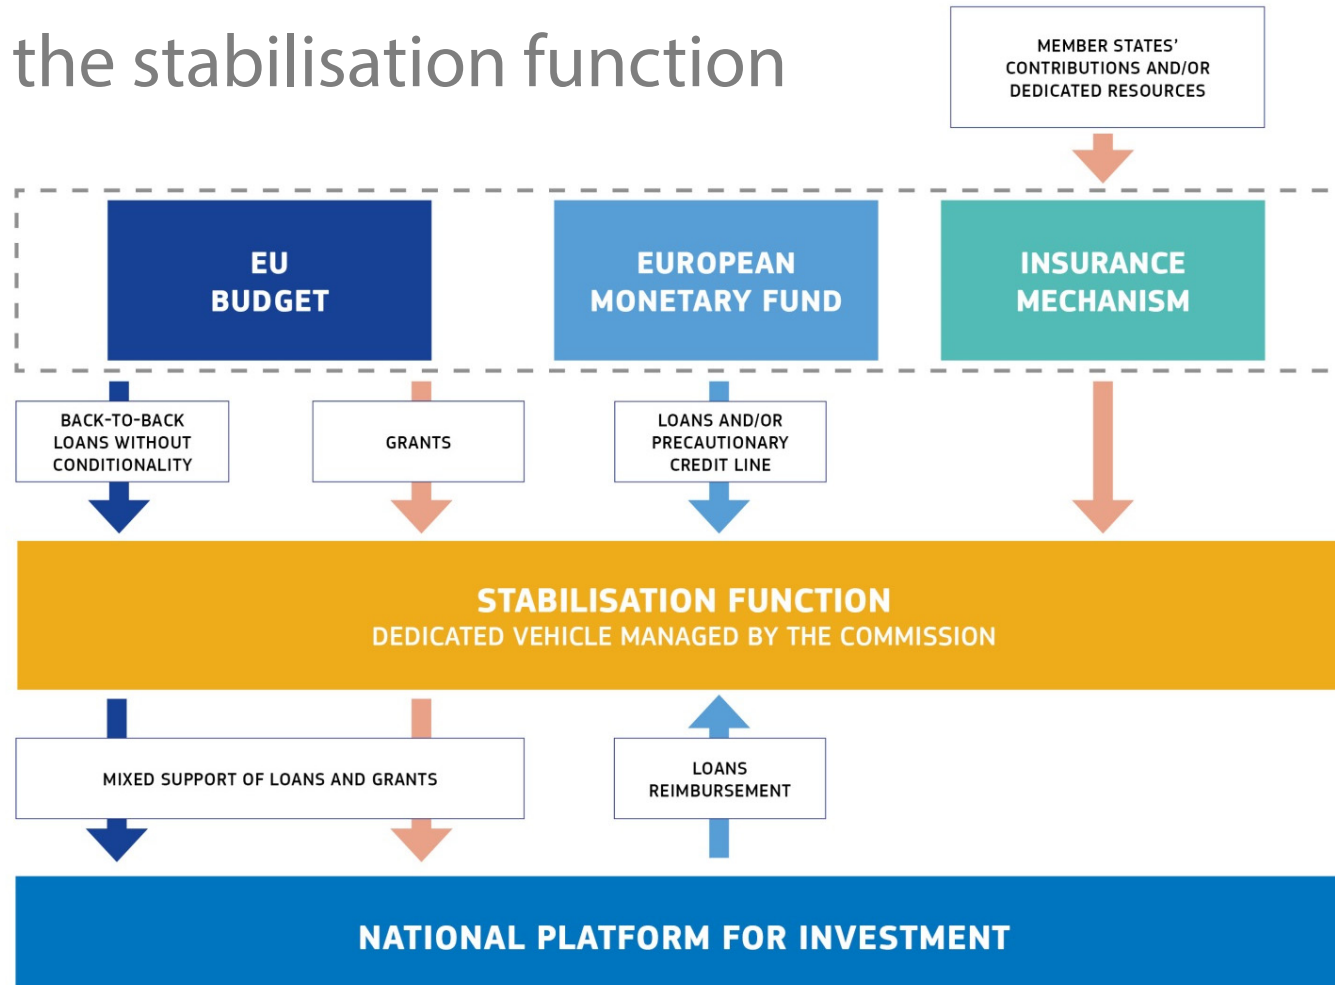 the stabilisation function
MEMBER STATES’
CONTRIBUTIONS AND/OR
DEDICATED RESOURCES
EU
BUDGET
EUROPEAN
MONETARY FUND
INSURANCE
MECHANISM
BACK-TO-BACK
LOANS WITHOUT
CONDITIONALITY
GRANTS
LOANS AND/OR
PRECAUTIONARY
CREDIT LINE
STABILISATION FUNCTION
DEDICATED VEHICLE MANAGED BY THE COMMISSION
MIXED SUPPORT OF LOANS AND GRANTS
LOANS
REIMBURSEMENT
NATIONAL PLATFORM FOR INVESTMENT